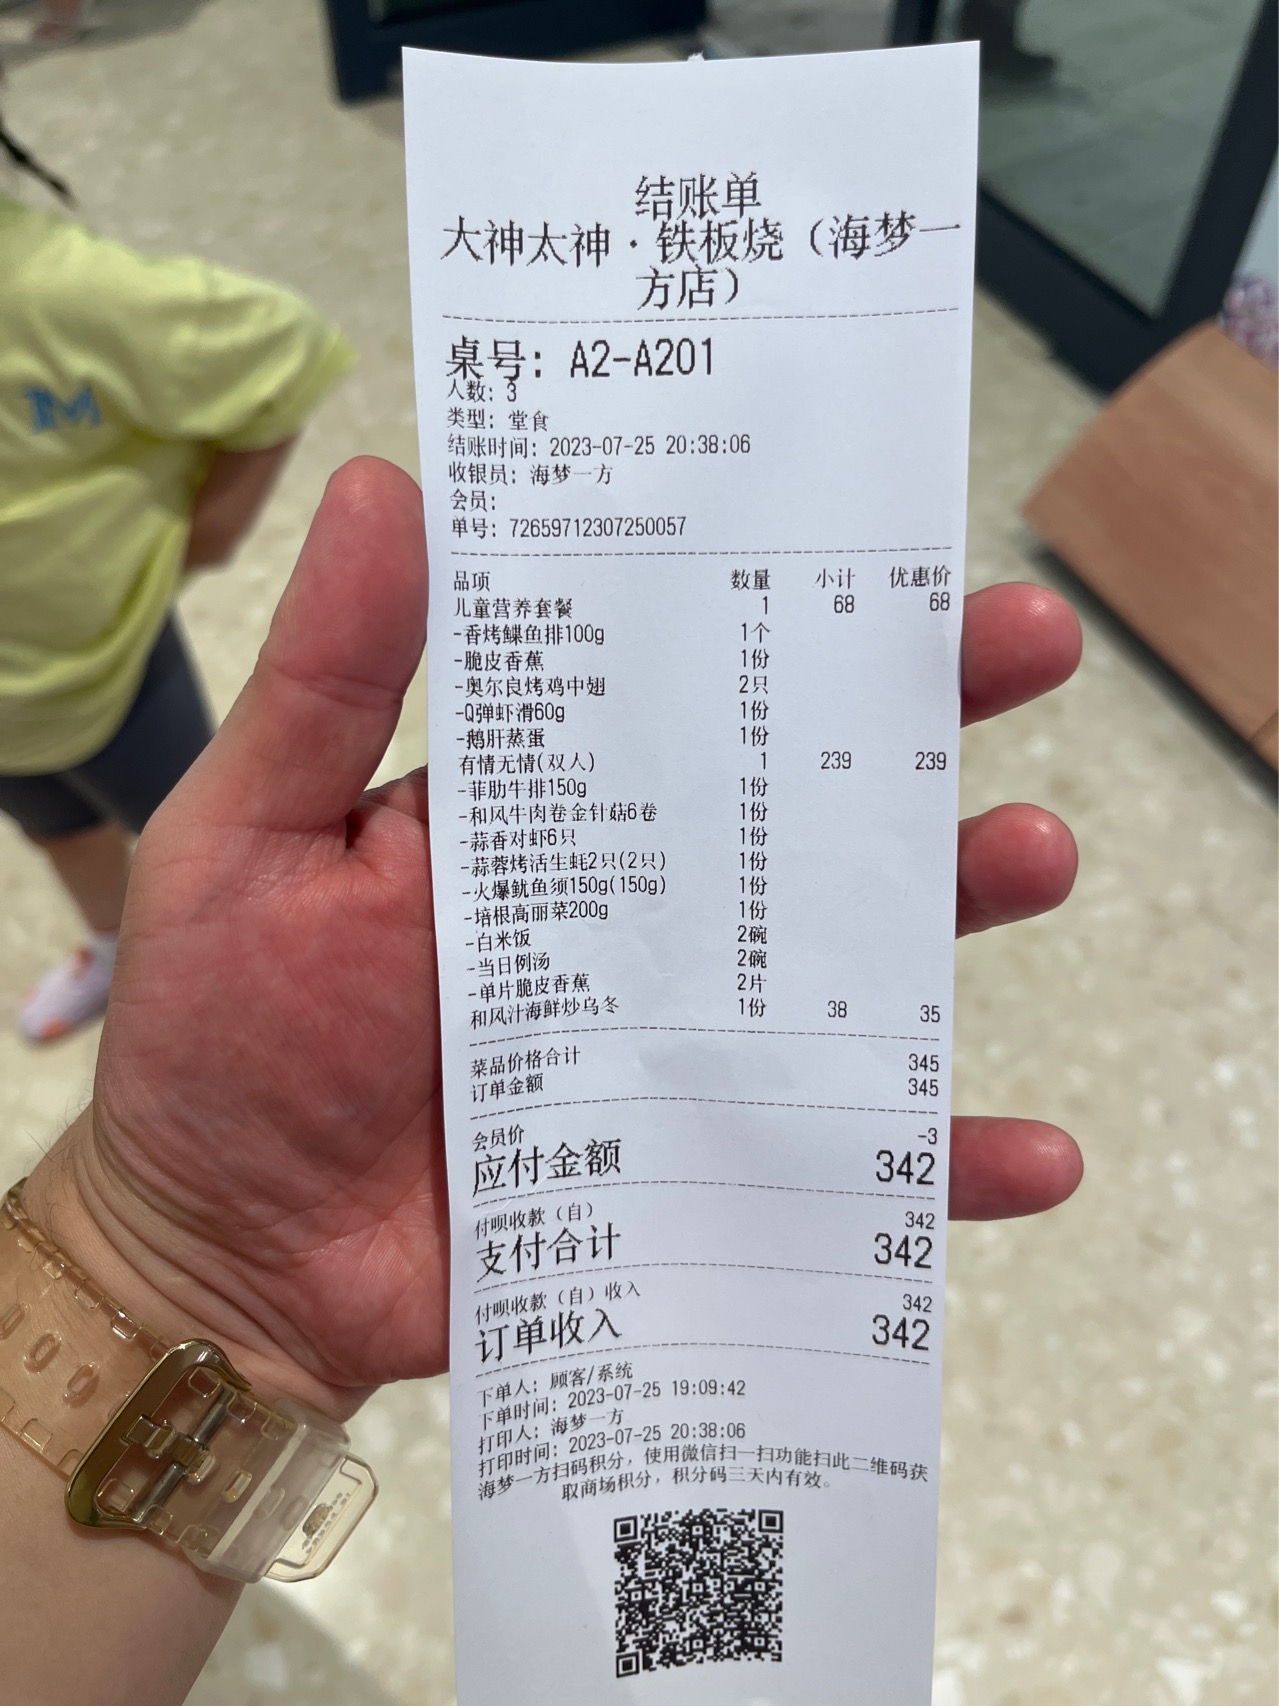 结账单
大神太神·铁板烧（海梦一
方店）
桌号：A2-A201
人数：3
类型：堂食
结账时间：2023-07-25 20:38:06
收银员：海梦一方
会员：
单号：72659712307250057
品项 数量 小计 优惠价
儿童营养套餐 1 68 68
-香烤鲽鱼排100g 1个
-脆皮香蕉 1份
-奥尔良烤鸡中翅 2只
-Q弹虾滑60g 1份
-鹅肝蒸蛋 1份
有情无情(双人) 1 239 239
-菲肋牛排150g 1份
-和风牛肉卷金针菇6卷 1份
-蒜香对虾6只 1份
-蒜蓉烤活生蚝2只(2只) 1份
-火爆鱿鱼须150g(150g) 1份
-培根高丽菜200g 1份
-白米饭 2碗
-当日例汤 2碗
-单片脆皮香蕉 2片
和风汁海鲜炒乌冬 1份 38 35
菜品价格合计 345
订单金额 345
会员价 -3
应付金额 342
付呗收款（自） 342
支付合计 342
付呗收款（自）收入 342
订单收入 342
下单人：顾客/系统
下单时间：2023-07-25 19:09:42
打印人：海梦一方
打印时间：2023-07-25 20:38:06
海梦一方扫码积分，使用微信扫一扫功能扫此二维码获
取商场积分，积分码三天内有效。